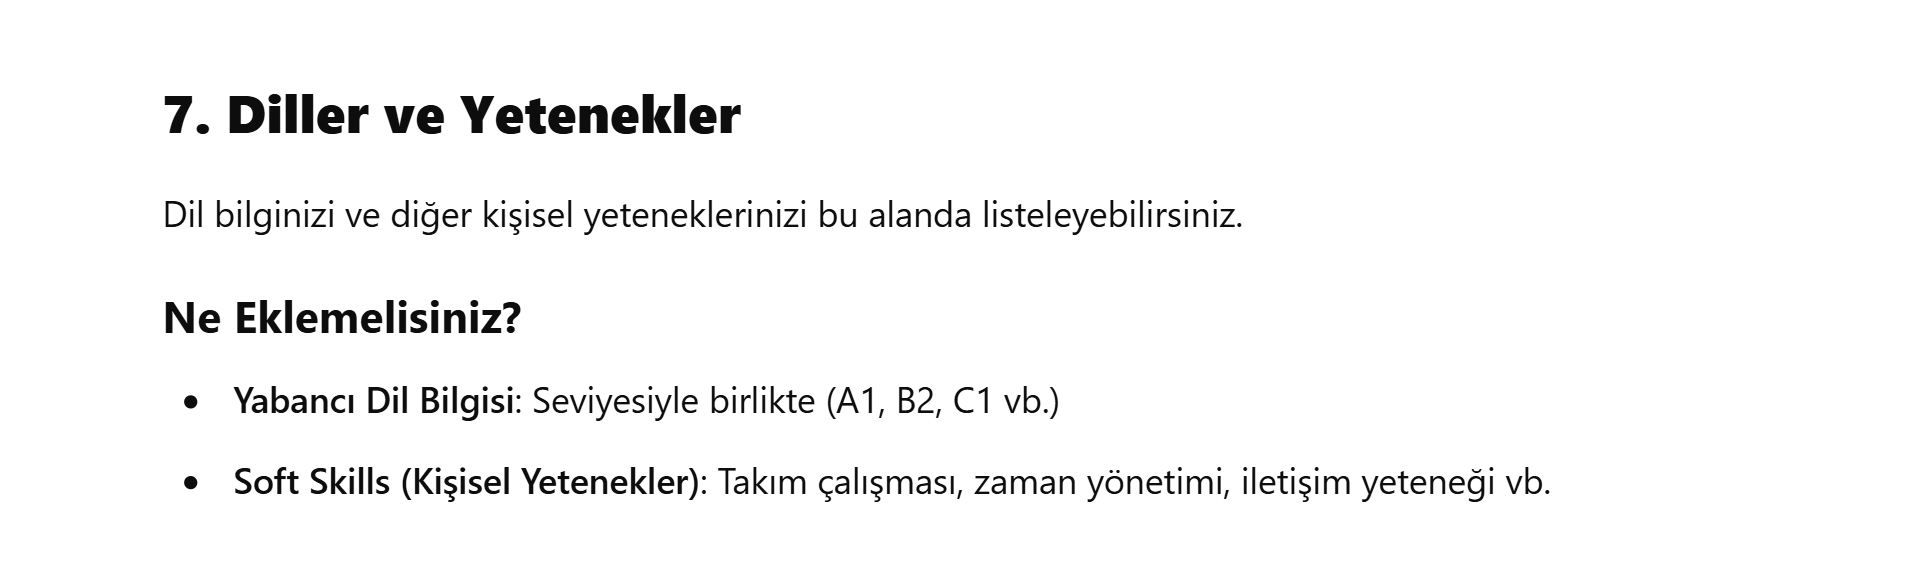 7. Diller ve Yetenekler
Dil bilginizi ve diğer kişisel yeteneklerinizi bu alanda listeleyebilirsiniz.
Ne Eklemelisiniz?
• Yabancı Dil Bilgisi: Seviyesiyle birlikte (A1, B2, C1 vb.)
• Soft Skills (Kişisel Yetenekler): Takım çalışması, zaman yönetimi, iletişim yeteneği vb.